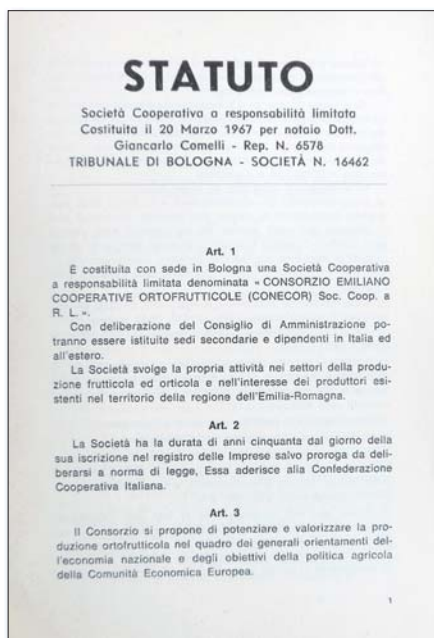 STATUTO
Società Cooperativa a responsabilità limitata
Costituita il 20 Marzo 1967 per notaio Dott.
Giancarlo Comelli - Rep. N. 6578
TRIBUNALE DI BOLOGNA - SOCIETÀ N. 16462
Art. 1
È costituita con sede in Bologna una Società Cooperativa
a responsabilità limitata denominata « CONSORZIO EMILIANO
COOPERATIVE ORTOFRUTTICOLE (CONECOR) Soc. Coop. a
R. L. ».
Con deliberazione del Consiglio di Amministrazione po-
tranno essere istituite sedi secondarie e dipendenti in Italia ed
all'estero.
La Società svolge la propria attività nei settori della produ-
zione frutticola ed orticola e nell'interesse dei produttori esi-
stenti nel territorio della regione dell'Emilia-Romagna.
Art. 2
La Società ha la durata di anni cinquanta dal giorno della
sua iscrizione nel registro delle Imprese salvo proroga da deli-
berarsi a norma di legge, Essa aderisce alla Confederazione
Cooperativa Italiana.
Art. 3
Il Consorzio si propone di potenziare e valorizzare la pro-
duzione ortofrutticola nel quadro dei generali orientamenti del-
l'economia nazionale e degli obiettivi della politica agricola
della Comunità Economica Europea.
1